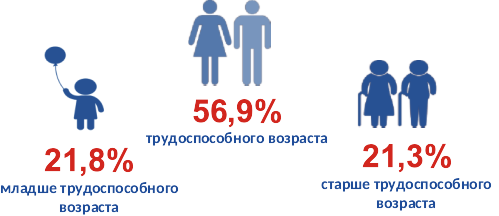 56,9%
трудоспособного возраста
21,8%
младше трудоспособного
возраста
21,3%
старше трудоспособного
возраста